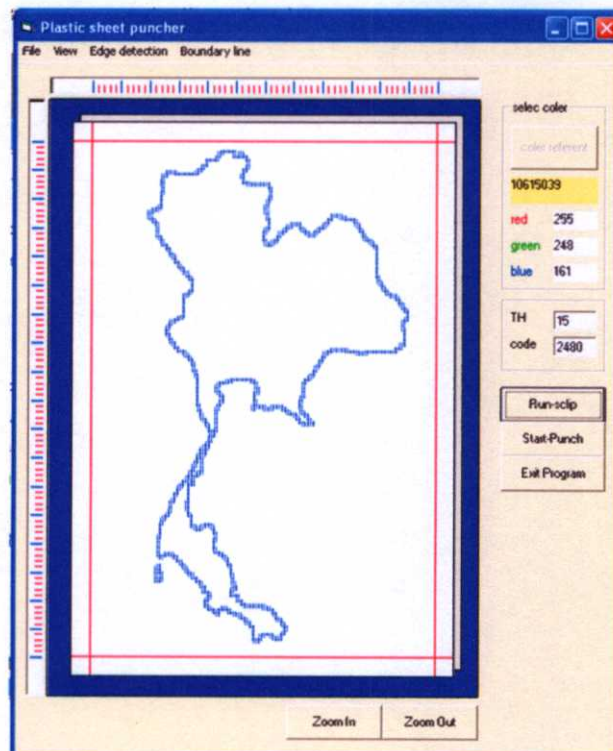 Plastic sheet puncher
File View Edge detection Boundary line
selec coler
coler referent
10615039
red 255
green 248
blue 161
TH 15
code 2480
Run-sclip
Start-Punch
Exit Program
Zoom In Zoom Out